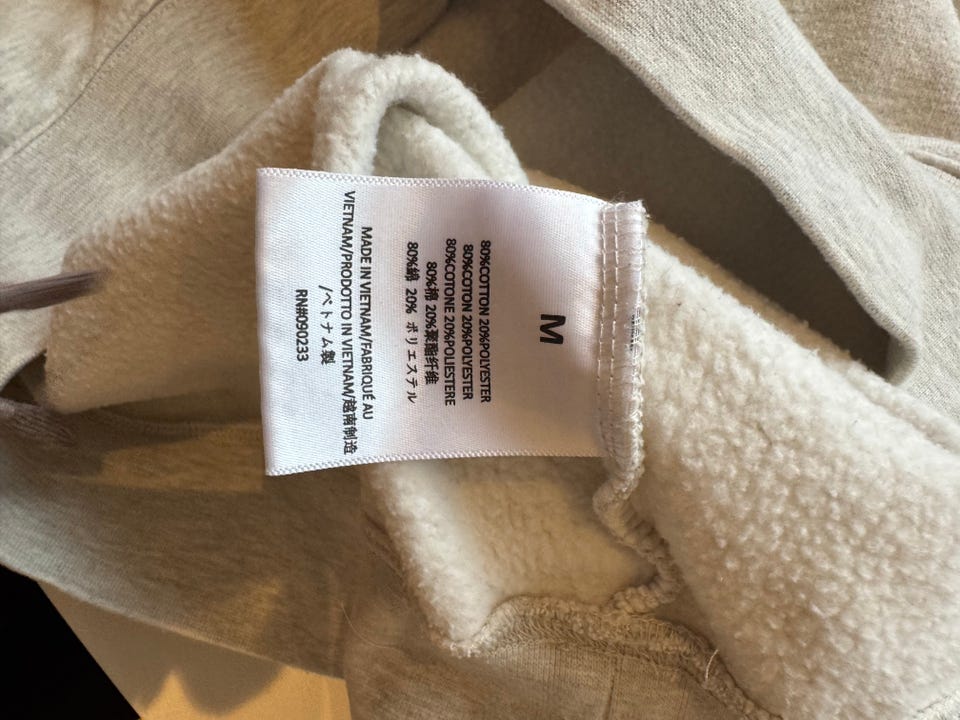 M
80%COTTON 20%POLYESTER
80%COTON 20%POLYESTER
80%COTONE 20%POLIESTERE
80%棉 20%聚酯纤维
80%綿 20% ポリエステル
MADE IN VIETNAM/FABRIQUÉ AU
VIETNAM/PRODOTTO IN VIETNAM/越南制造
/ベトナム製
RN#090233